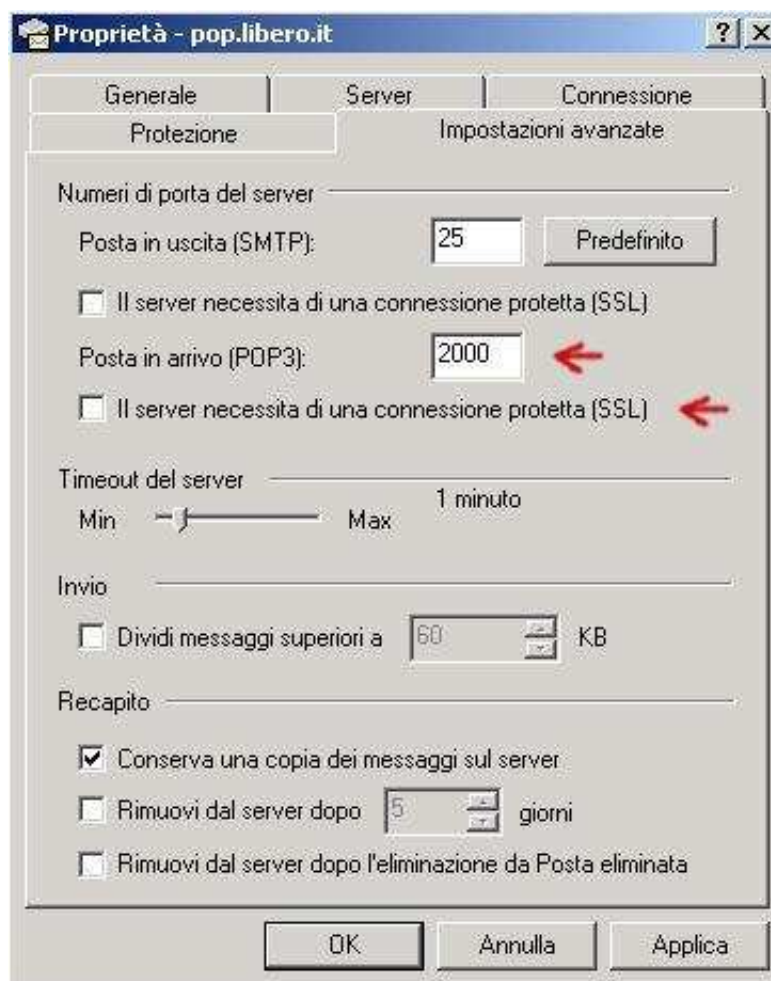 Proprietà - pop.libero.it
Generale Server Connessione
Protezione Impostazioni avanzate
Numeri di porta del server
Posta in uscita (SMTP): 25 Predefinito
Il server necessita di una connessione protetta (SSL)
Posta in arrivo (POP3): 2000
Il server necessita di una connessione protetta (SSL)
Timeout del server
Min Max 1 minuto
Invio
Dividi messaggi superiori a 60 KB
Recapito
Conserva una copia dei messaggi sul server
Rimuovi dal server dopo 5 giorni
Rimuovi dal server dopo l'eliminazione da Posta eliminata
OK Annulla Applica